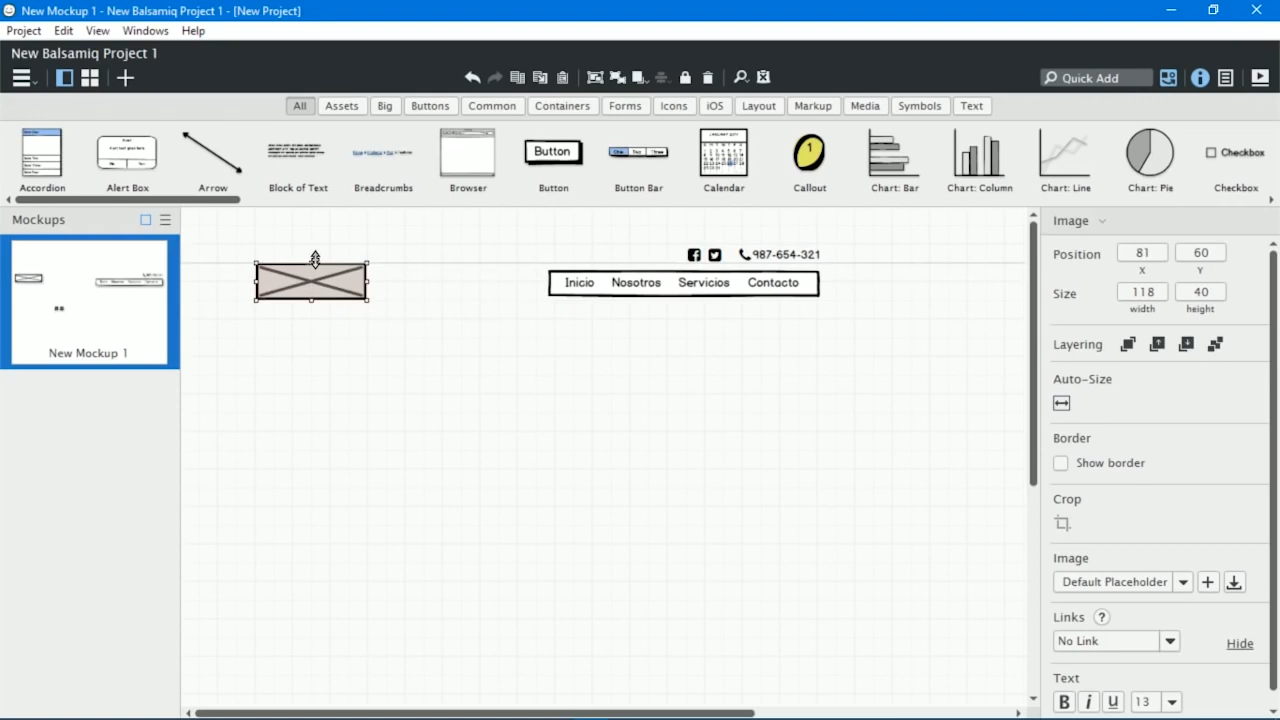 New Mockup 1 - New Balsamiq Project 1 - [New Project]
Project Edit View Windows Help
New Balsamiq Project 1
Quick Add
All Assets Big Buttons Common Containers Forms Icons iOS Layout Markup Media Symbols Text
Button
One Two Three
1
Checkbox
Accordion Alert Box Arrow Block of Text Breadcrumbs Browser Button Button Bar Calendar Callout Chart: Bar Chart: Column Chart: Line Chart: Pie Checkbox
Mockups
New Mockup 1
987-654-321
Inicio Nosotros Servicios Contacto
Image
Position 81 60
X Y
Size 118 40
width height
Layering
Auto-Size
Border
Show border
Crop
Image
Default Placeholder
Links ?
No Link Hide
Text
B i U 13